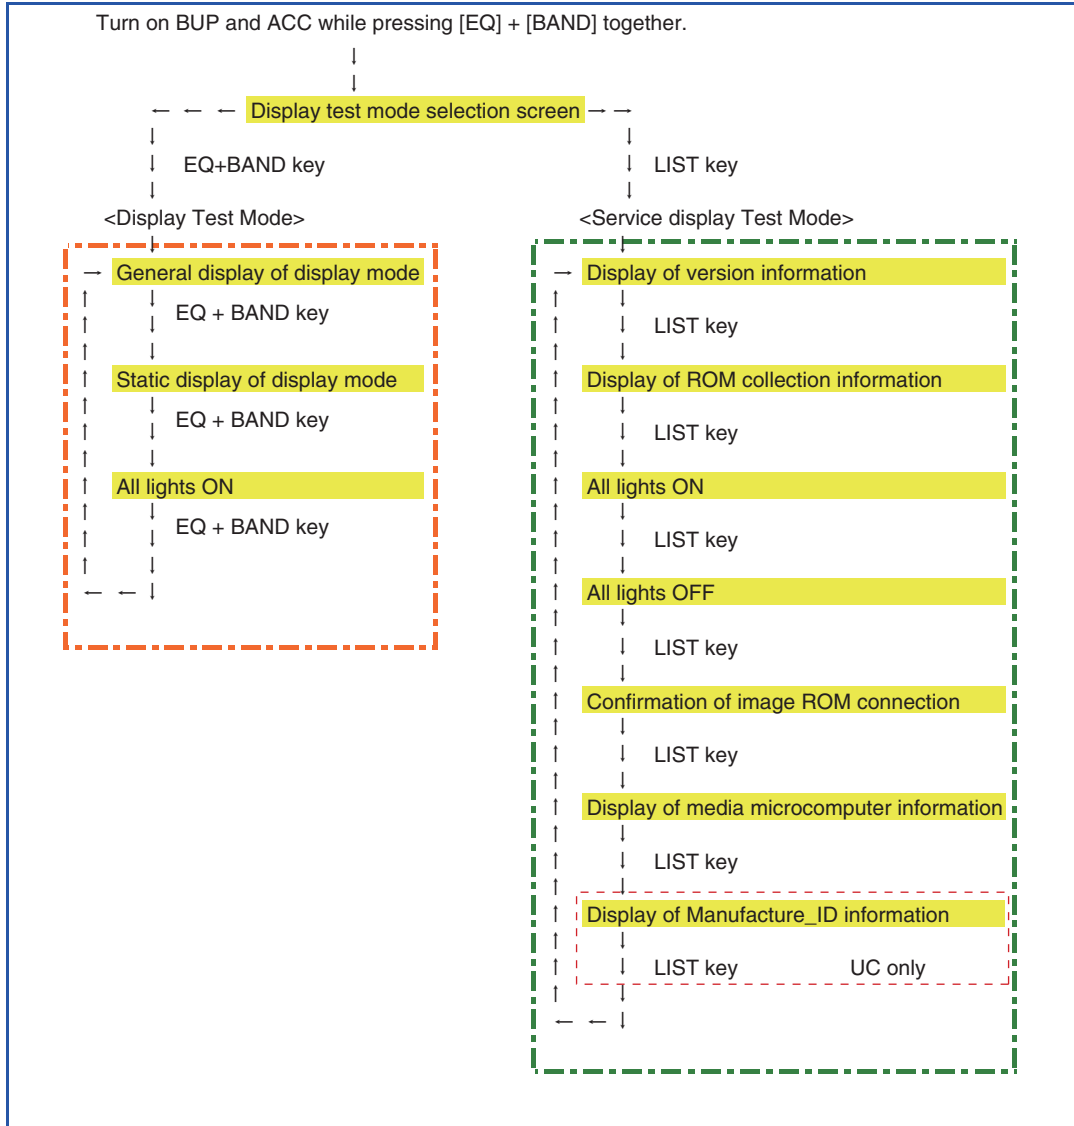 Turn on BUP and ACC while pressing [EQ] + [BAND] together.
Display test mode selection screen
EQ+BAND key
LIST key
<Display Test Mode>
<Service display Test Mode>
General display of display mode
EQ + BAND key
Static display of display mode
EQ + BAND key
All lights ON
EQ + BAND key
Display of version information
LIST key
Display of ROM collection information
LIST key
All lights ON
LIST key
All lights OFF
LIST key
Confirmation of image ROM connection
LIST key
Display of media microcomputer information
LIST key
Display of Manufacture_ID information
LIST key UC only